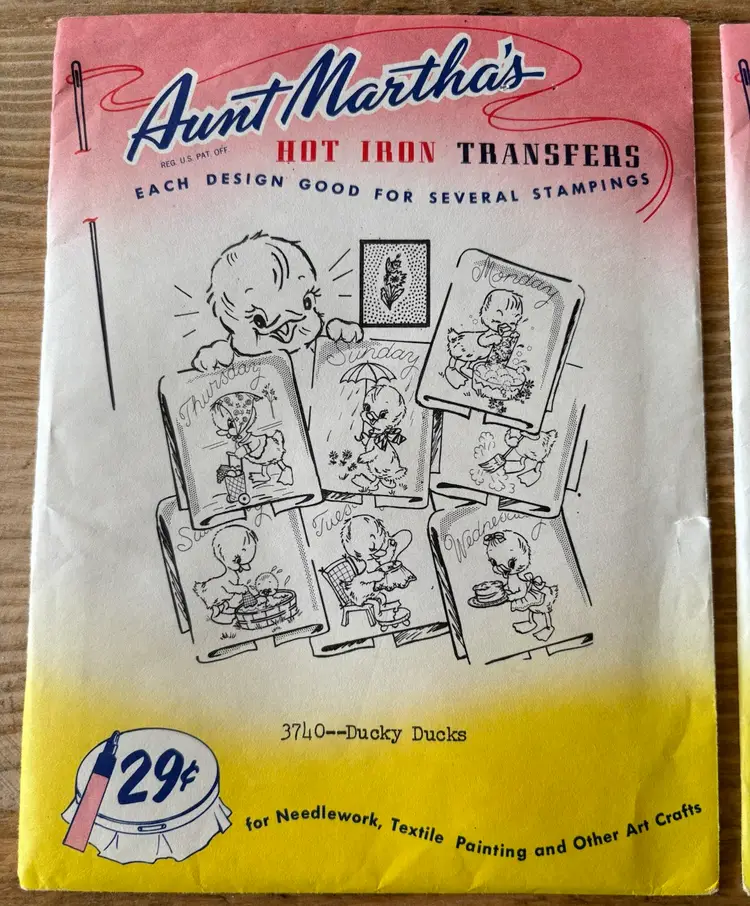 Aunt Martha's
REG. U.S. PAT. OFF.
HOT IRON TRANSFERS
EACH DESIGN GOOD FOR SEVERAL STAMPINGS
Monday
Sunday
Thursday
Tues
Wednesday
3740--Ducky Ducks
29¢
for Needlework, Textile Painting and Other Art Crafts